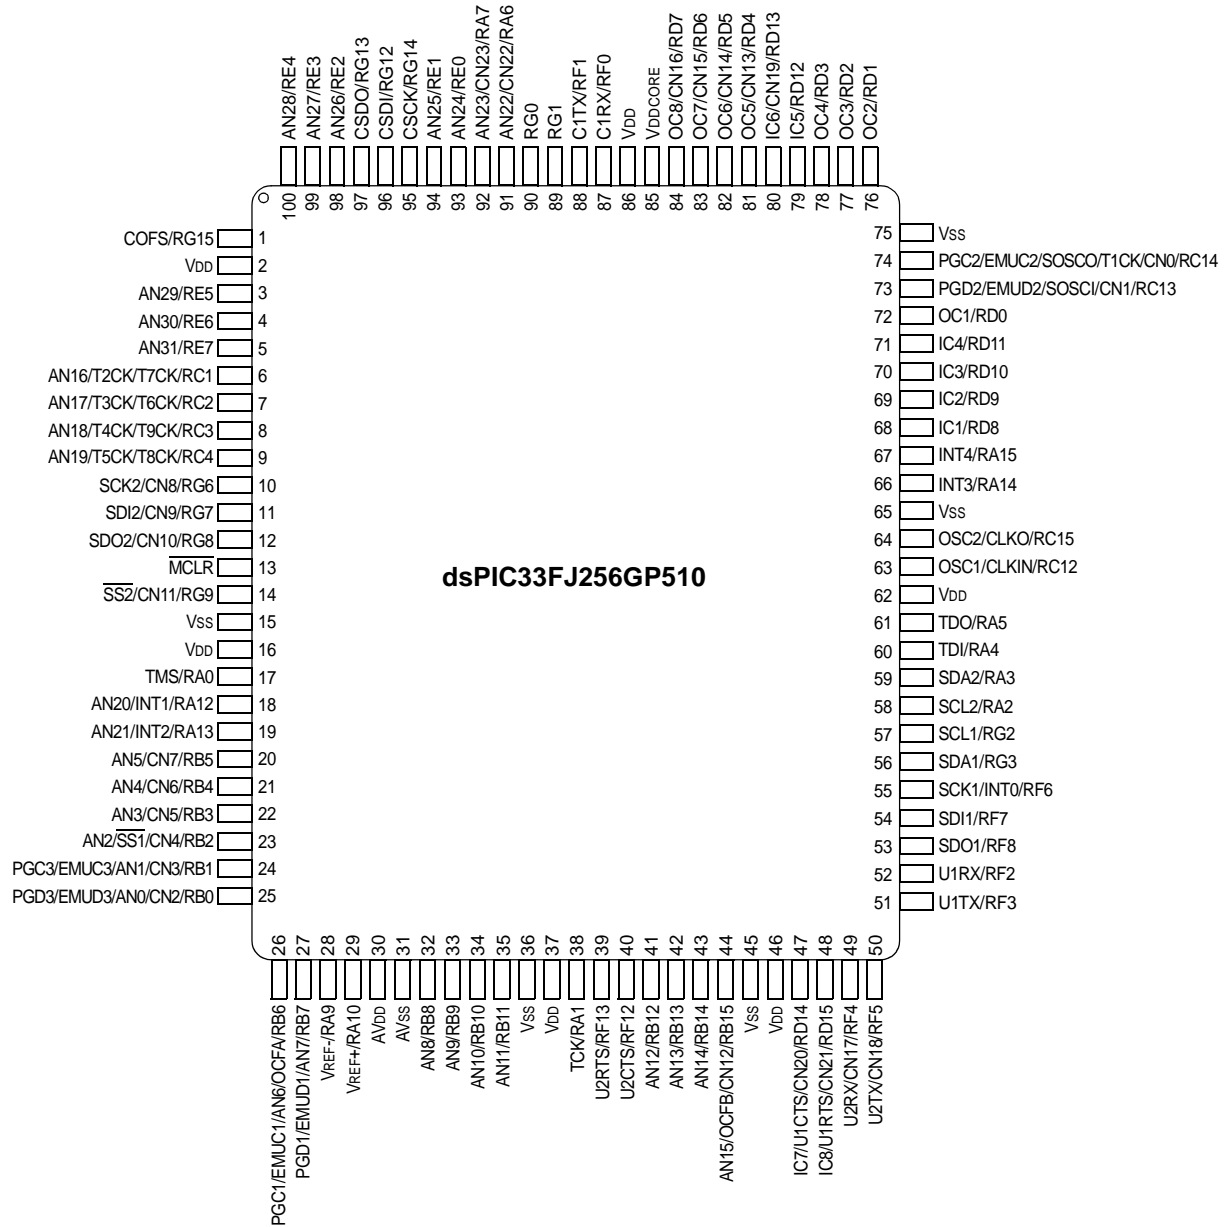 AN28/RE4
AN27/RE3
AN26/RE2
CSDO/RG13
CSDI/RG12
CSCK/RG14
AN25/RE1
AN24/RE0
AN23/CN23/RA7
AN22/CN22/RA6
RG0
RG1
C1TX/RF1
C1RX/RF0
VDD
VDDCORE
OC8/CN16/RD7
OC7/CN15/RD6
OC6/CN14/RD5
OC5/CN13/RD4
IC6/CN19/RD13
IC5/RD12
OC4/RD3
OC3/RD2
OC2/RD1
100
99
98
97
96
95
94
93
92
91
90
89
88
87
86
85
84
83
82
81
80
79
78
77
76
COFS/RG15 1
VDD 2
AN29/RE5 3
AN30/RE6 4
AN31/RE7 5
AN16/T2CK/T7CK/RC1 6
AN17/T3CK/T6CK/RC2 7
AN18/T4CK/T9CK/RC3 8
AN19/T5CK/T8CK/RC4 9
SCK2/CN8/RG6 10
SDI2/CN9/RG7 11
SDO2/CN10/RG8 12
MCLR 13
SS2/CN11/RG9 14
VSS 15
VDD 16
TMS/RA0 17
AN20/INT1/RA12 18
AN21/INT2/RA13 19
AN5/CN7/RB5 20
AN4/CN6/RB4 21
AN3/CN5/RB3 22
AN2/SS1/CN4/RB2 23
PGC3/EMUC3/AN1/CN3/RB1 24
PGD3/EMUD3/AN0/CN2/RB0 25
dsPIC33FJ256GP510
75 VSS
74 PGC2/EMUC2/SOSCO/T1CK/CN0/RC14
73 PGD2/EMUD2/SOSCI/CN1/RC13
72 OC1/RD0
71 IC4/RD11
70 IC3/RD10
69 IC2/RD9
68 IC1/RD8
67 INT4/RA15
66 INT3/RA14
65 VSS
64 OSC2/CLKO/RC15
63 OSC1/CLKIN/RC12
62 VDD
61 TDO/RA5
60 TDI/RA4
59 SDA2/RA3
58 SCL2/RA2
57 SCL1/RG2
56 SDA1/RG3
55 SCK1/INT0/RF6
54 SDI1/RF7
53 SDO1/RF8
52 U1RX/RF2
51 U1TX/RF3
26
27
28
29
30
31
32
33
34
35
36
37
38
39
40
41
42
43
44
45
46
47
48
49
50
PGC1/EMUC1/AN6/OCFA/RB6
PGD1/EMUD1/AN7/RB7
VREF-/RA9
VREF+/RA10
AVDD
AVSS
AN8/RB8
AN9/RB9
AN10/RB10
AN11/RB11
VSS
VDD
TCK/RA1
U2RTS/RF13
U2CTS/RF12
AN12/RB12
AN13/RB13
AN14/RB14
AN15/OCFB/CN12/RB15
VSS
VDD
IC7/U1CTS/CN20/RD14
IC8/U1RTS/CN21/RD15
U2RX/CN17/RF4
U2TX/CN18/RF5